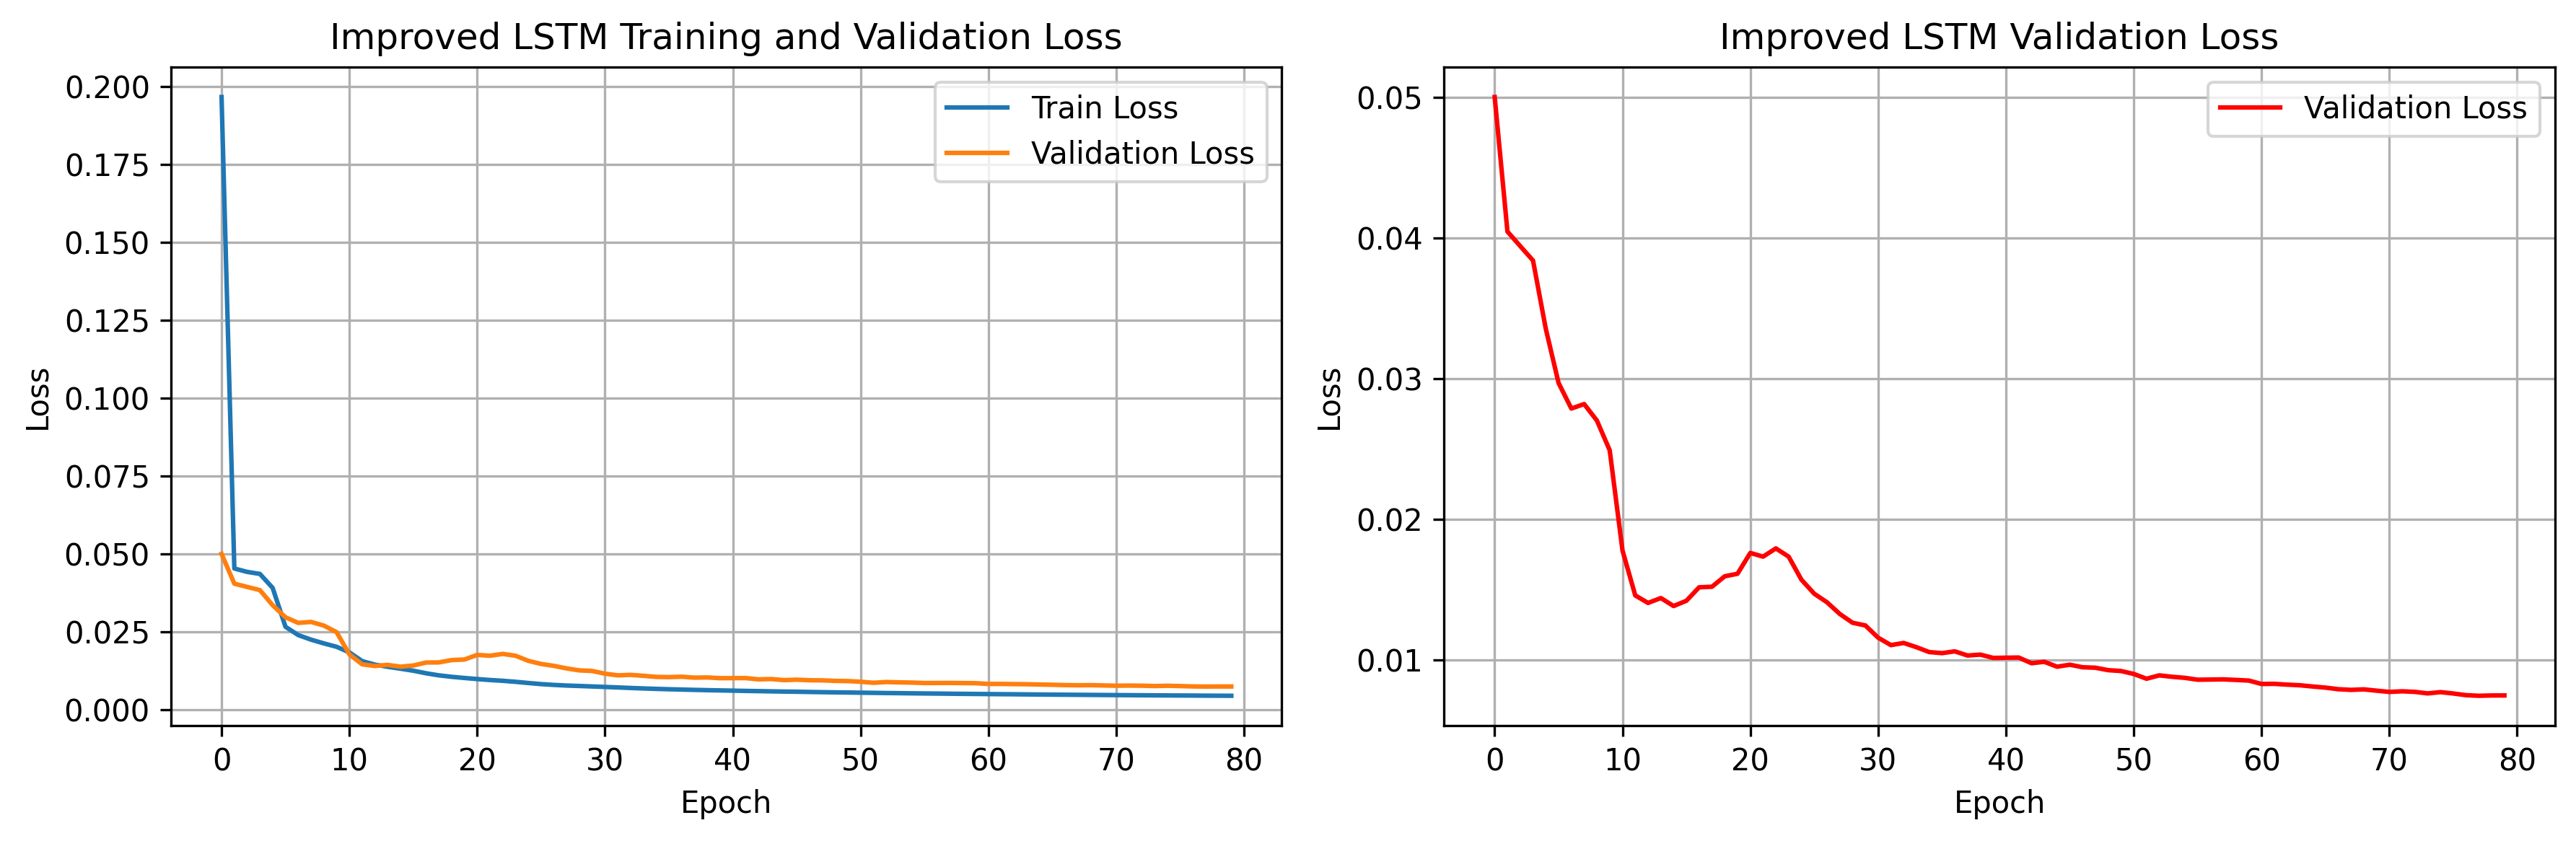 Improved LSTM Training and Validation Loss
0.200
0.175
0.150
0.125
0.100
0.075
0.050
0.025
0.000
Loss
Train Loss
Validation Loss
0 10 20 30 40 50 60 70 80
Epoch
Improved LSTM Validation Loss
0.05
0.04
0.03
0.02
0.01
Loss
Validation Loss
0 10 20 30 40 50 60 70 80
Epoch